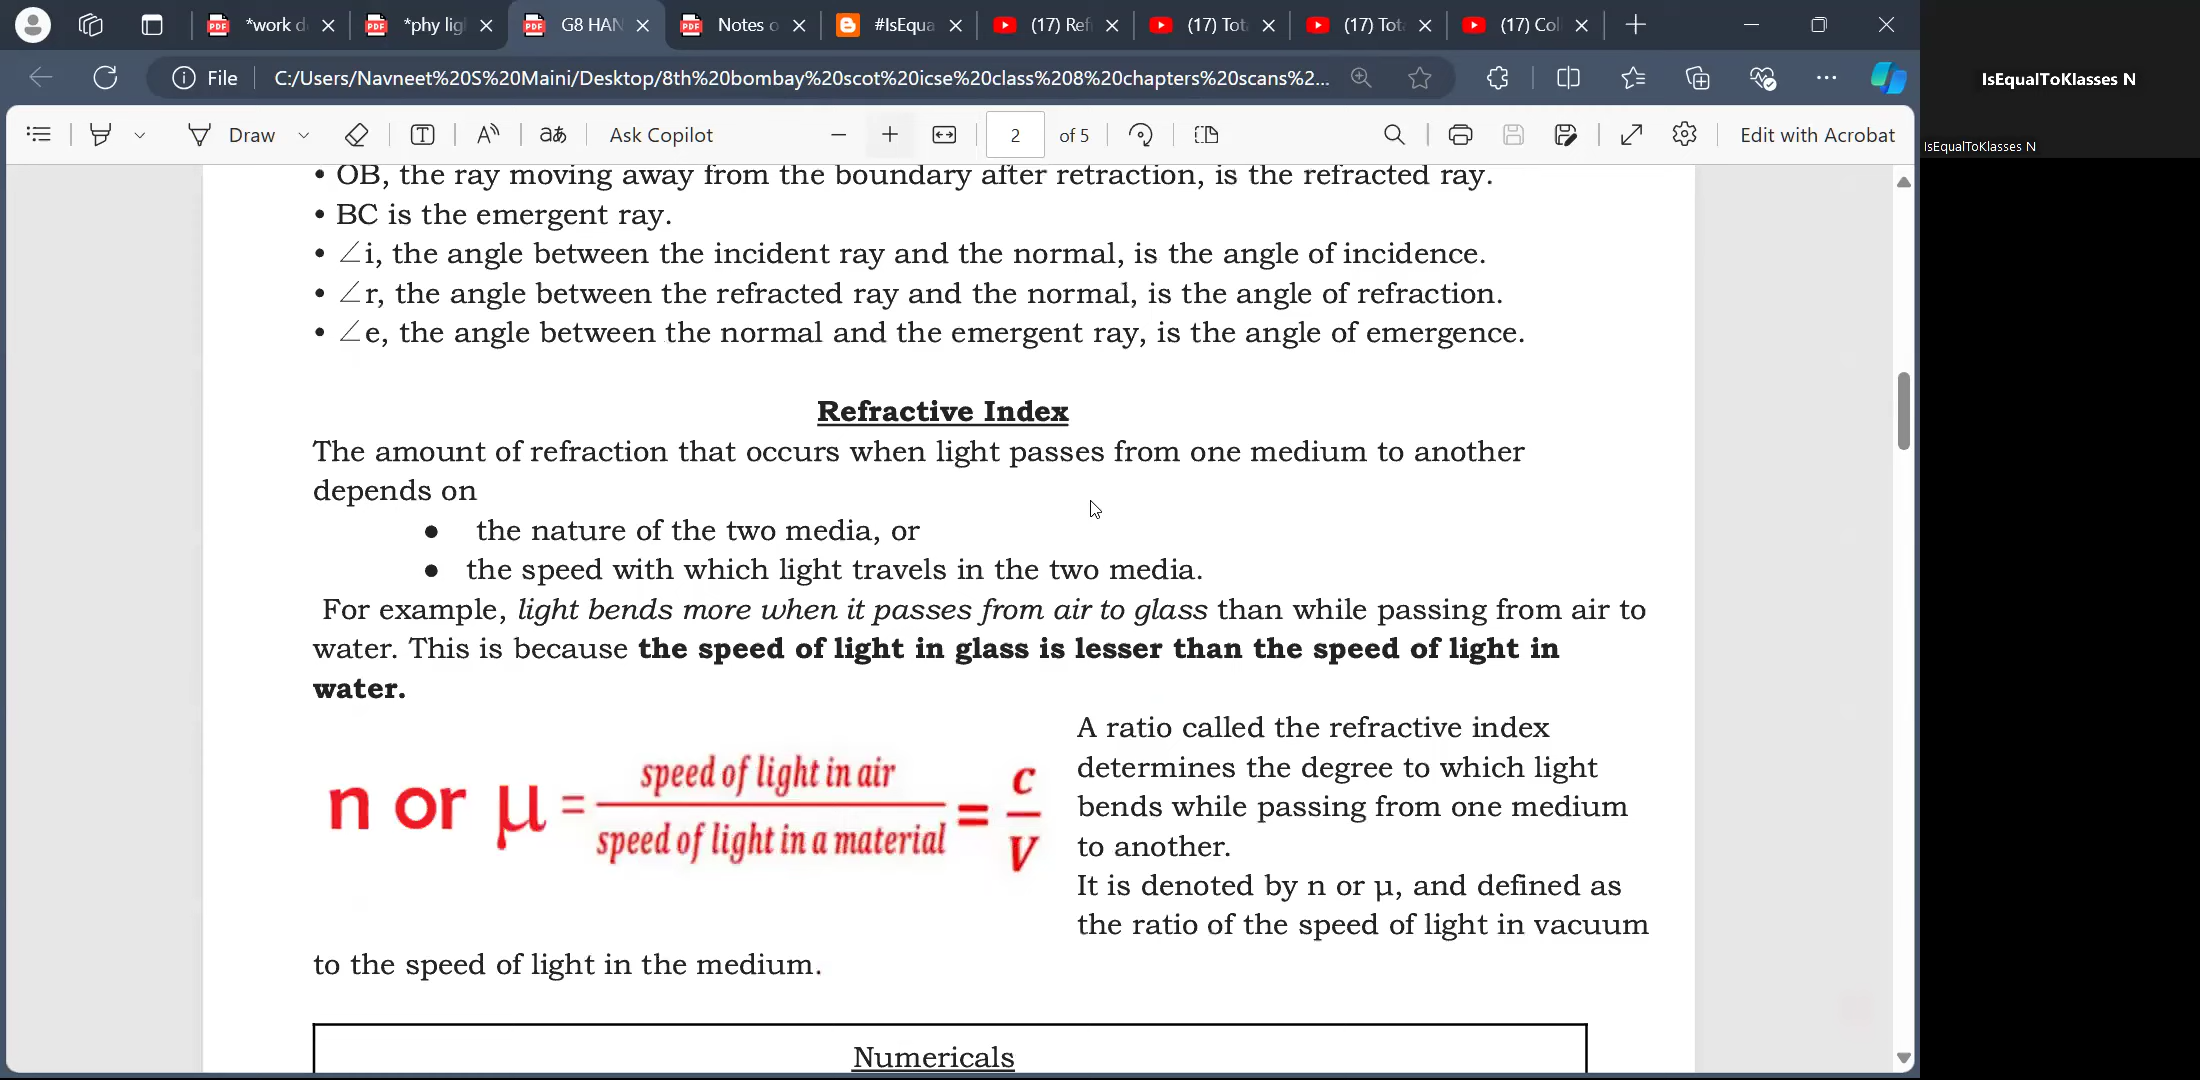 *work d
*phy lig
G8 HAN
Notes o
#IsEqua
(17) Ref
(17) Tot
(17) Tot
(17) Col
File
C:/Users/Navneet%20S%20Maini/Desktop/8th%20bombay%20scot%20icse%20class%208%20chapters%20scans%2...
IsEqualToKlasses N
IsEqualToKlasses N
Draw
Ask Copilot
2 of 5
Edit with Acrobat
• OB, the ray moving away from the boundary after refraction, is the refracted ray.
• BC is the emergent ray.
• ∠i, the angle between the incident ray and the normal, is the angle of incidence.
• ∠r, the angle between the refracted ray and the normal, is the angle of refraction.
• ∠e, the angle between the normal and the emergent ray, is the angle of emergence.
Refractive Index
The amount of refraction that occurs when light passes from one medium to another
depends on
● the nature of the two media, or
● the speed with which light travels in the two media.
For example, light bends more when it passes from air to glass than while passing from air to
water. This is because the speed of light in glass is lesser than the speed of light in
water.
n or μ = speed of light in air / speed of light in a material = c / V
A ratio called the refractive index
determines the degree to which light
bends while passing from one medium
to another.
It is denoted by n or μ, and defined as
the ratio of the speed of light in vacuum
to the speed of light in the medium.
Numericals